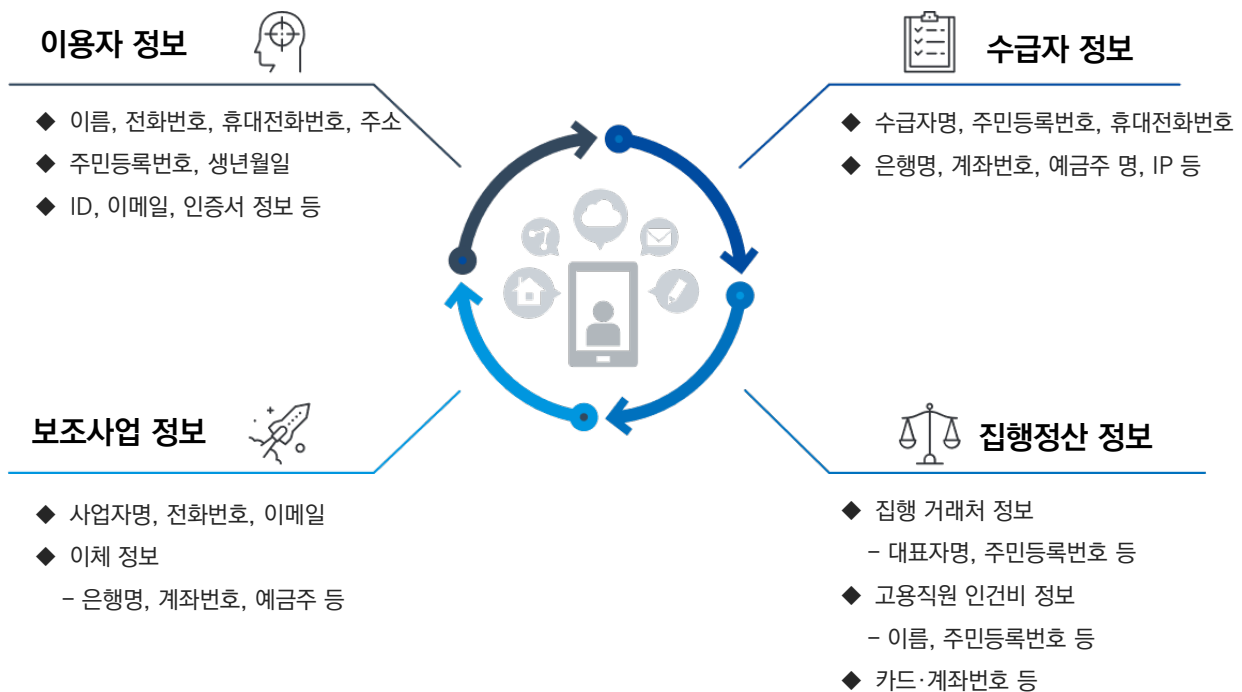 이용자 정보
◆ 이름, 전화번호, 휴대전화번호, 주소
◆ 주민등록번호, 생년월일
◆ ID, 이메일, 인증서 정보 등
수급자 정보
◆ 수급자명, 주민등록번호, 휴대전화번호
◆ 은행명, 계좌번호, 예금주 명, IP 등
보조사업 정보
◆ 사업자명, 전화번호, 이메일
◆ 이체 정보
– 은행명, 계좌번호, 예금주 등
집행정산 정보
◆ 집행 거래처 정보
– 대표자명, 주민등록번호 등
◆ 고용직원 인건비 정보
– 이름, 주민등록번호 등
◆ 카드·계좌번호 등